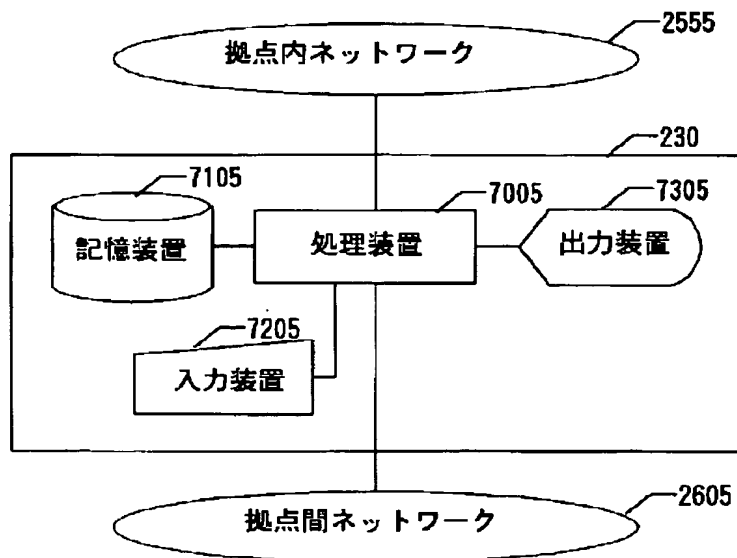 2555
拠点内ネットワーク
230
7105
7005
7305
記憶装置
処理装置
出力装置
7205
入力装置
拠点間ネットワーク
2605